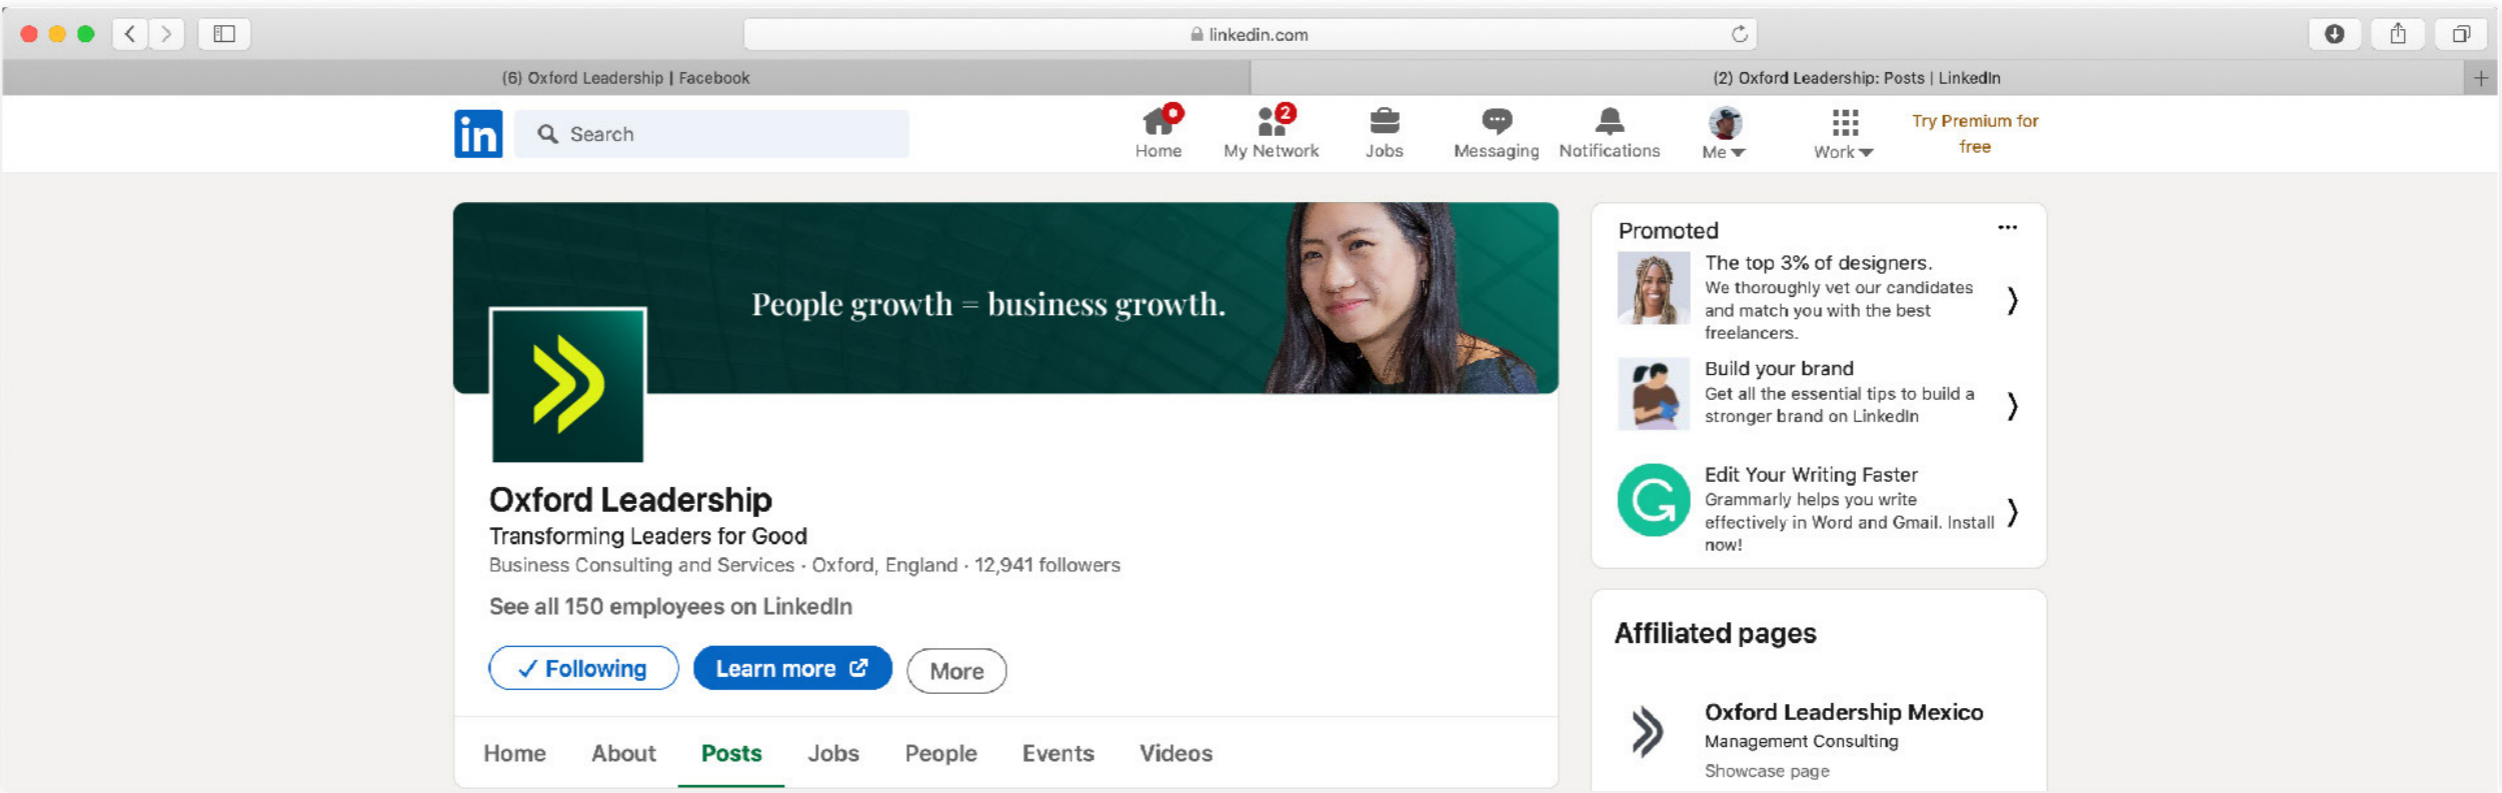 linkedin.com
(6) Oxford Leadership | Facebook
(2) Oxford Leadership: Posts | LinkedIn
in
Search
Home
My Network
2
Jobs
Messaging
Notifications
Me
Work
Try Premium for
free
People growth = business growth.
Oxford Leadership
Transforming Leaders for Good
Business Consulting and Services · Oxford, England · 12,941 followers
See all 150 employees on LinkedIn
✓ Following
Learn more
More
Home
About
Posts
Jobs
People
Events
Videos
Promoted
The top 3% of designers.
We thoroughly vet our candidates
and match you with the best
freelancers.
Build your brand
Get all the essential tips to build a
stronger brand on LinkedIn
Edit Your Writing Faster
Grammarly helps you write
effectively in Word and Gmail. Install
now!
Affiliated pages
Oxford Leadership Mexico
Management Consulting
Showcase page